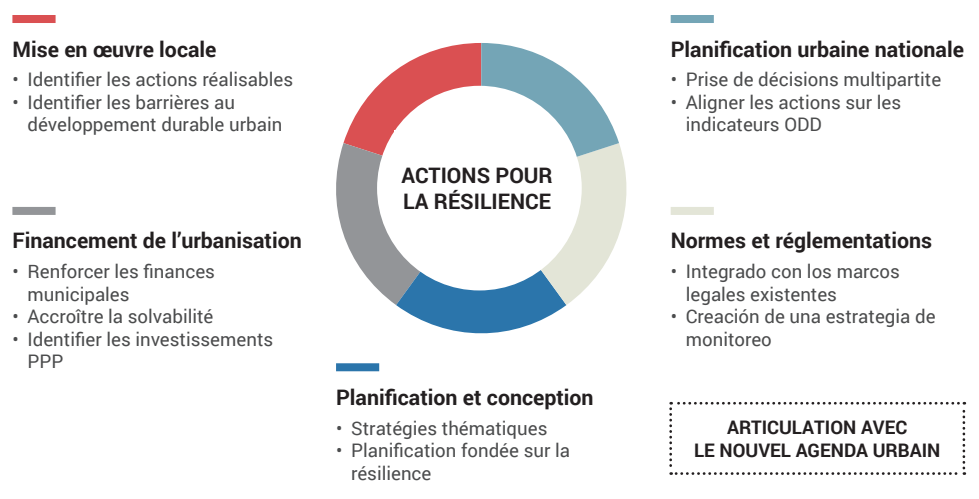 Mise en œuvre locale
• Identifier les actions réalisables
• Identifier les barrières au
développement durable urbain
Financement de l’urbanisation
• Renforcer les finances
municipales
• Accroître la solvabilité
• Identifier les investissements
PPP
ACTIONS POUR
LA RÉSILIENCE
Planification et conception
• Stratégies thématiques
• Planification fondée sur la
résilience
Planification urbaine nationale
• Prise de décisions multipartite
• Aligner les actions sur les
indicateurs ODD
Normes et réglementations
• Integrado con los marcos
legales existentes
• Creación de una estrategia de
monitoreo
ARTICULATION AVEC
LE NOUVEL AGENDA URBAIN